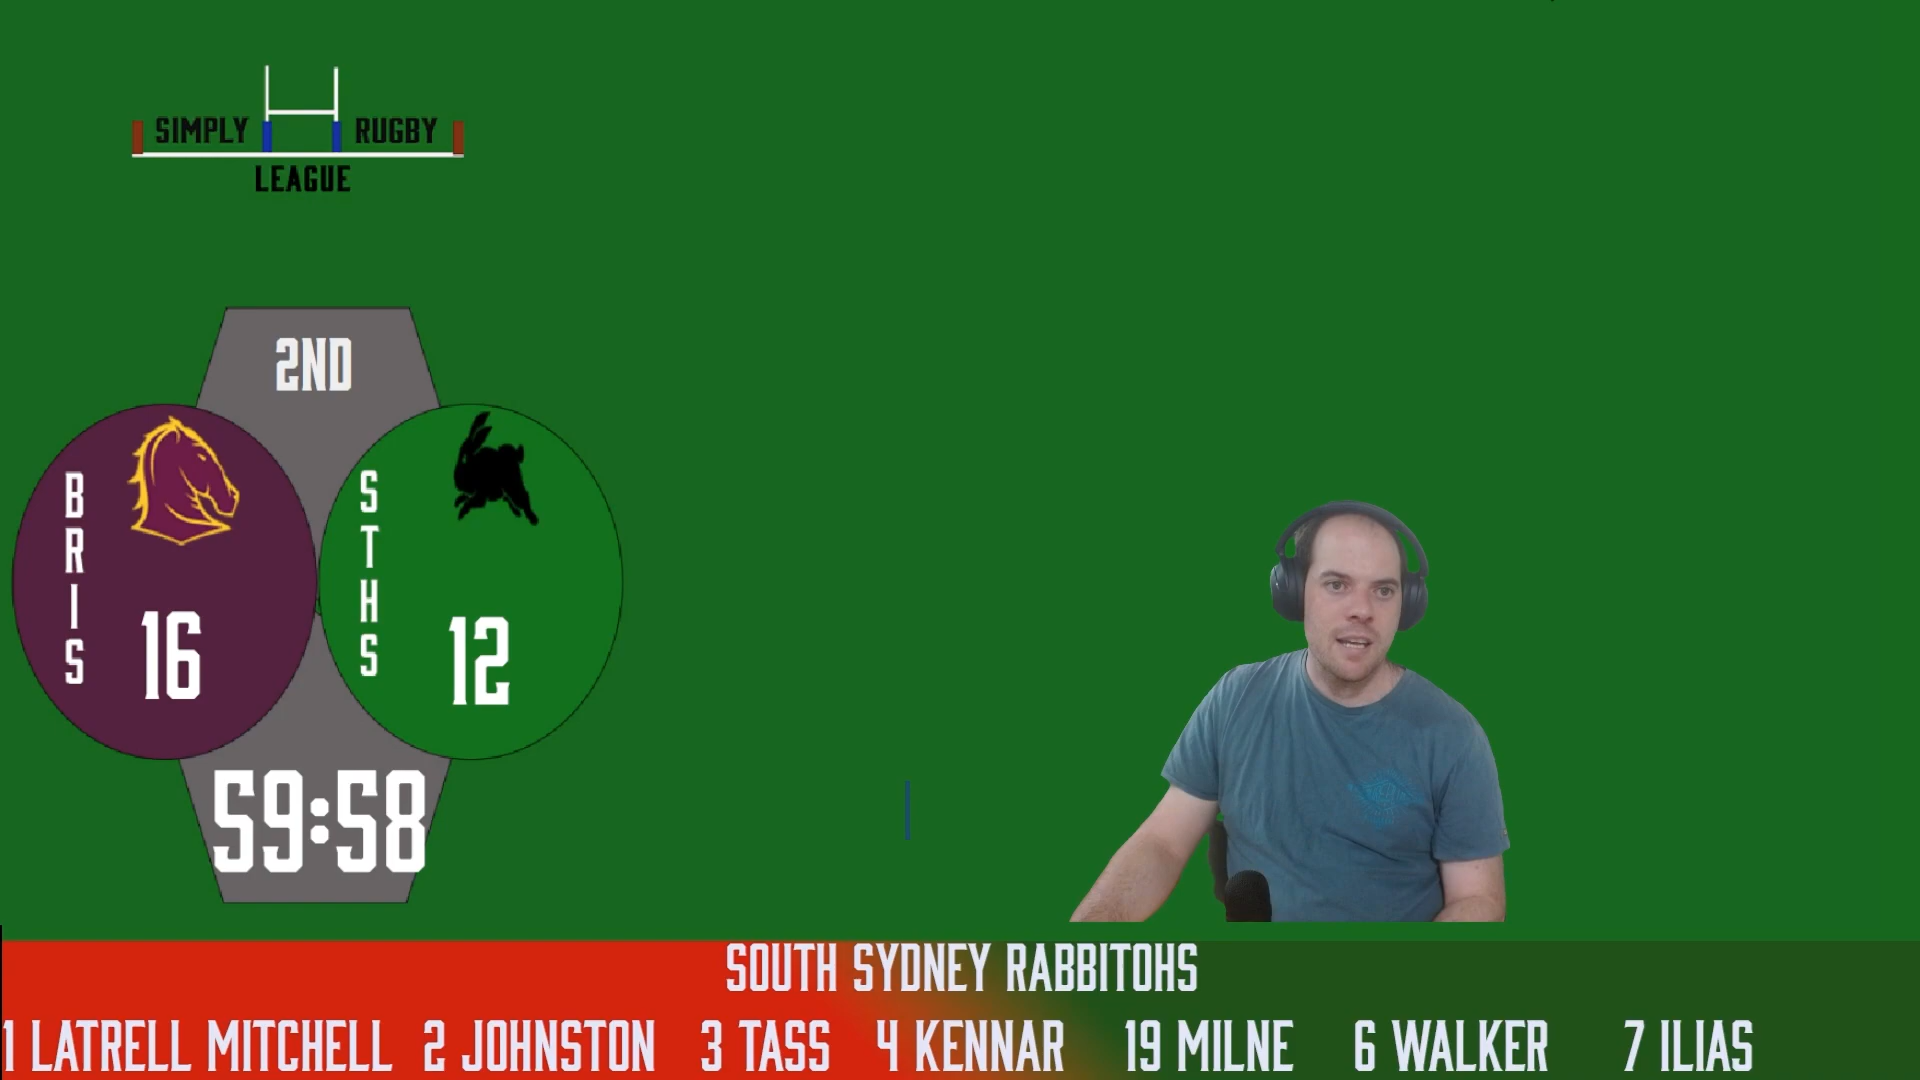 SIMPLY RUGBY
LEAGUE
2ND
BRIS
16
STHS
12
59:58
SOUTH SYDNEY RABBITOHS
1 LATRELL MITCHELL 2 JOHNSTON 3 TASS 4 KENNAR 19 MILNE 6 WALKER 7 ILIAS